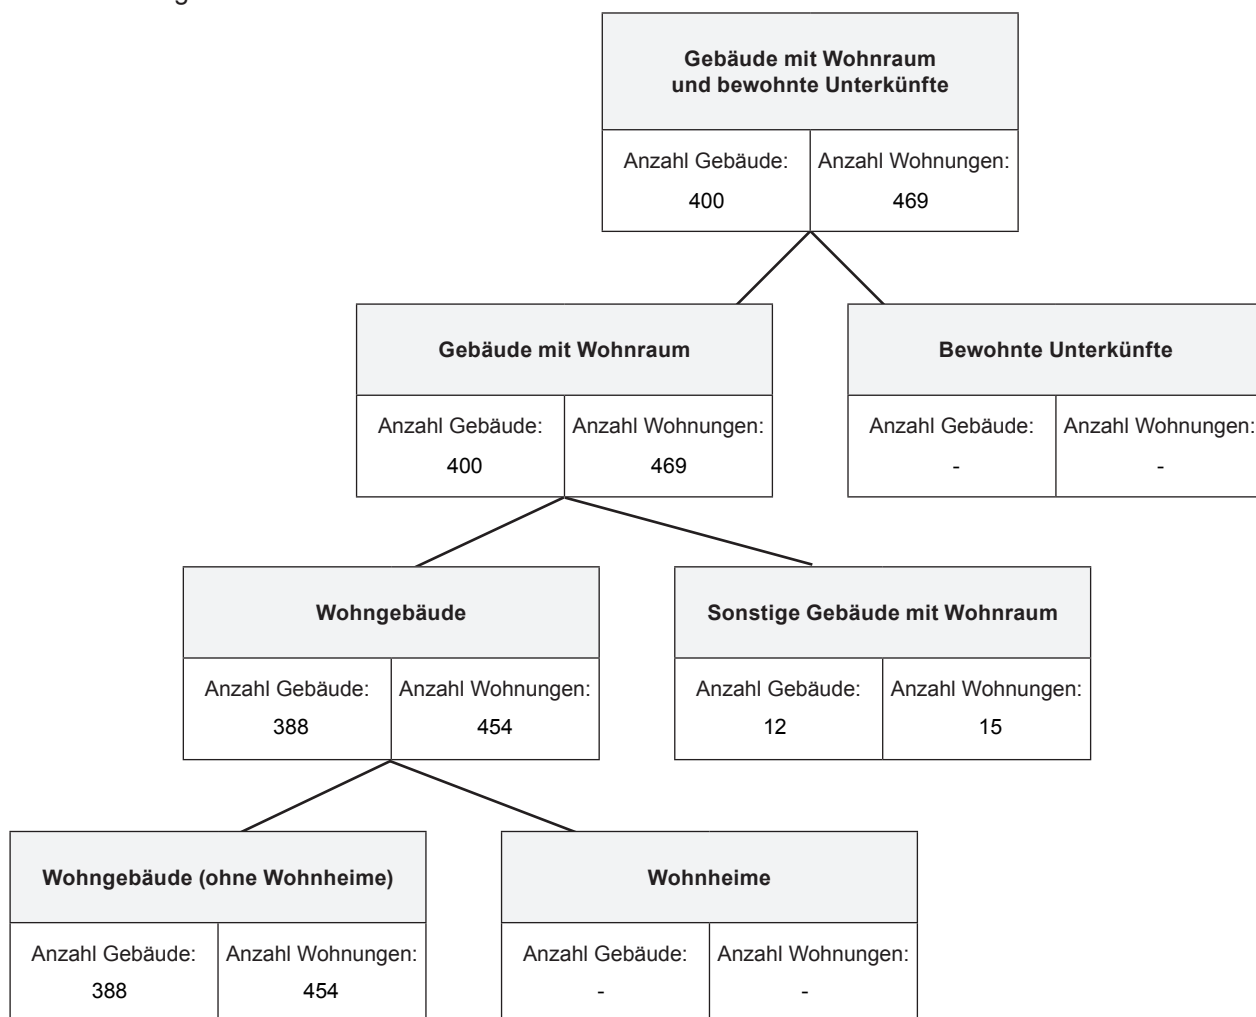 Gebäude mit Wohnraum
und bewohnte Unterkünfte
Anzahl Gebäude: Anzahl Wohnungen:
400 469
Gebäude mit Wohnraum
Anzahl Gebäude: Anzahl Wohnungen:
400 469
Bewohnte Unterkünfte
Anzahl Gebäude: Anzahl Wohnungen:
- -
Wohngebäude
Anzahl Gebäude: Anzahl Wohnungen:
388 454
Sonstige Gebäude mit Wohnraum
Anzahl Gebäude: Anzahl Wohnungen:
12 15
Wohngebäude (ohne Wohnheime)
Anzahl Gebäude: Anzahl Wohnungen:
388 454
Wohnheime
Anzahl Gebäude: Anzahl Wohnungen:
- -